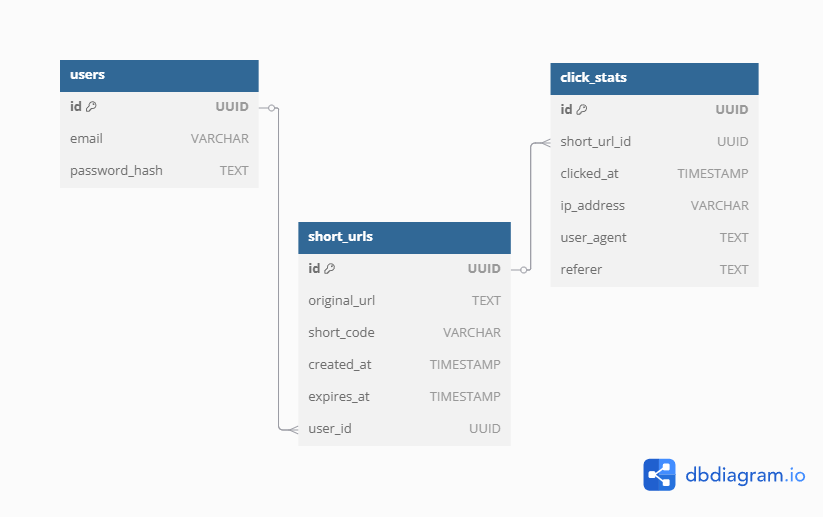 users
id UUID
email VARCHAR
password_hash TEXT
short_urls
id UUID
original_url TEXT
short_code VARCHAR
created_at TIMESTAMP
expires_at TIMESTAMP
user_id UUID
click_stats
id UUID
short_url_id UUID
clicked_at TIMESTAMP
ip_address VARCHAR
user_agent TEXT
referer TEXT
dbdiagram.io